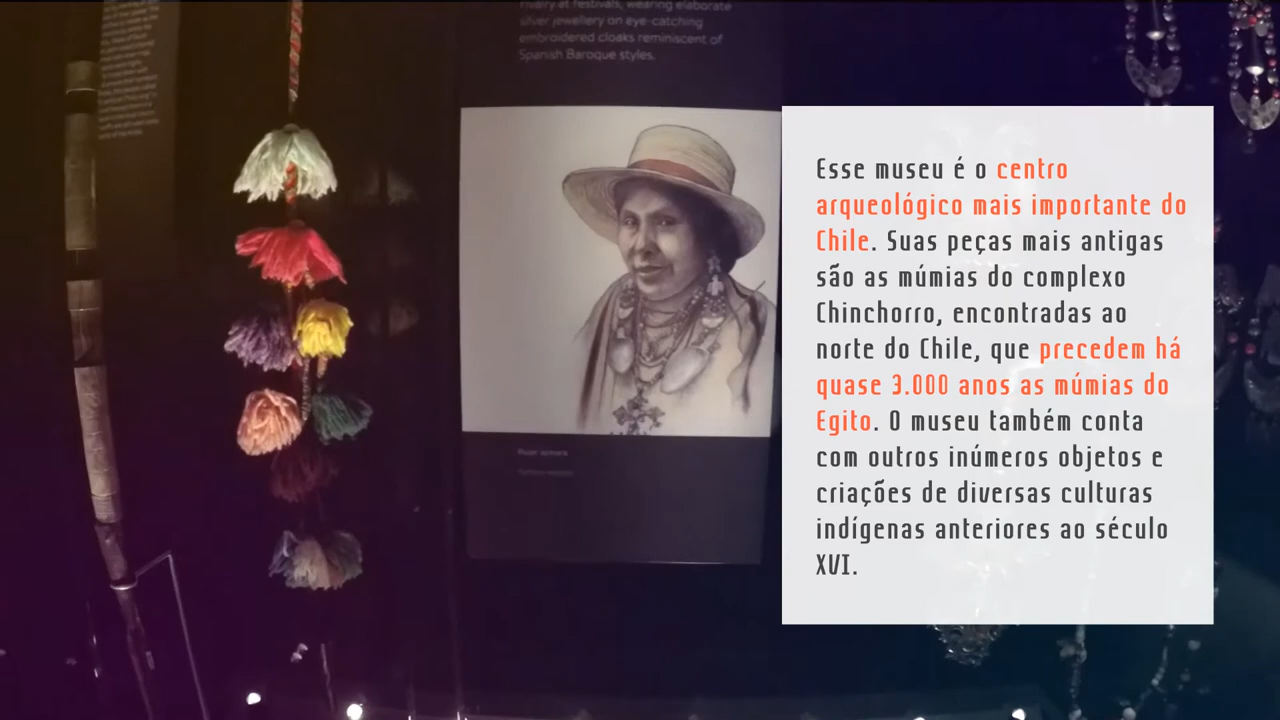 rivalry at festivals, wearing elaborate
silver jewellery on eye-catching
embroidered cloaks reminiscent of
Spanish Baroque styles.
Esse museu é o centro
arqueológico mais importante do
Chile. Suas peças mais antigas
são as múmias do complexo
Chinchorro, encontradas ao
norte do Chile, que precedem há
quase 3.000 anos as múmias do
Egito. O museu também conta
com outros inúmeros objetos e
criações de diversas culturas
indígenas anteriores ao século
XVI.